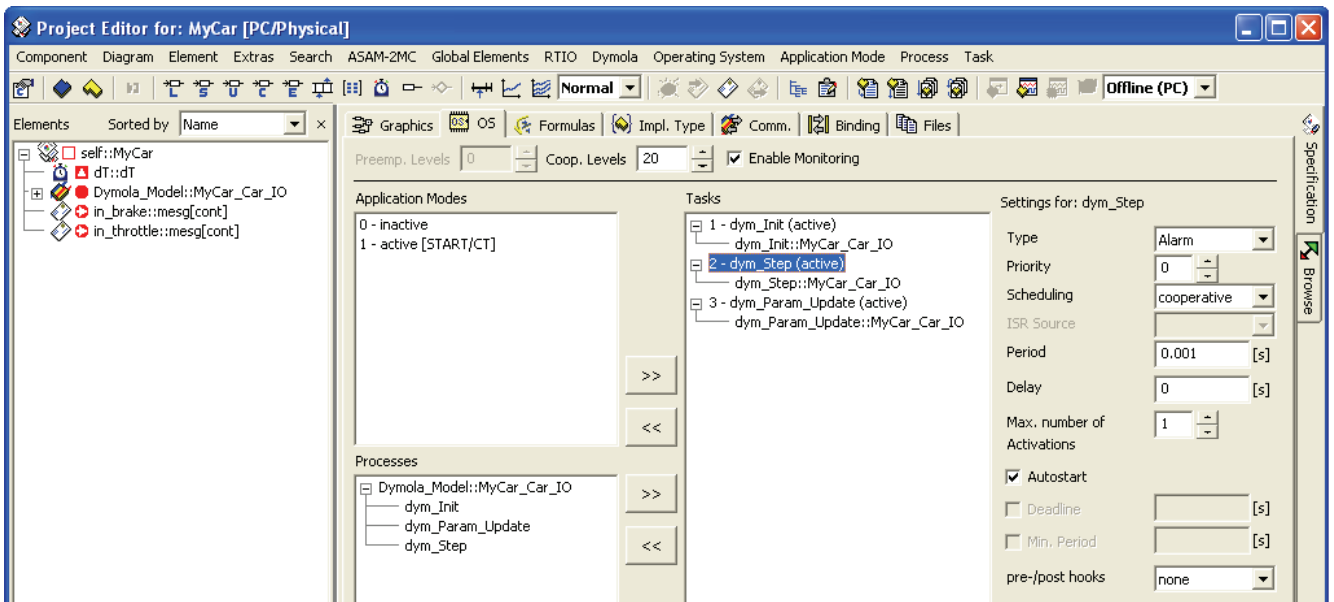 Project Editor for: MyCar [PC/Physical]
Component Diagram Element Extras Search ASAM-2MC Global Elements RTIO Dymola Operating System Application Mode Process Task
Normal Offline (PC)
Elements Sorted by Name ×
Graphics OS Formulas Impl. Type Comm. Binding Files
Preemp. Levels 0 Coop. Levels 20 Enable Monitoring
self::MyCar
dT::dT
Dymola_Model::MyCar_Car_IO
in_brake::mesg[cont]
in_throttle::mesg[cont]
Application Modes
0 - inactive
1 - active [START/CT]
>>
<<
Processes
Dymola_Model::MyCar_Car_IO
dym_Init
dym_Param_Update
dym_Step
>>
<<
Tasks
1 - dym_Init (active)
dym_Init::MyCar_Car_IO
2 - dym_Step (active)
dym_Step::MyCar_Car_IO
3 - dym_Param_Update (active)
dym_Param_Update::MyCar_Car_IO
Settings for: dym_Step
Type Alarm
Priority 0
Scheduling cooperative
ISR Source
Period 0.001 [s]
Delay 0 [s]
Max. number of 1
Activations
Autostart
Deadline [s]
Min. Period [s]
pre-/post hooks none
Specification
Browse